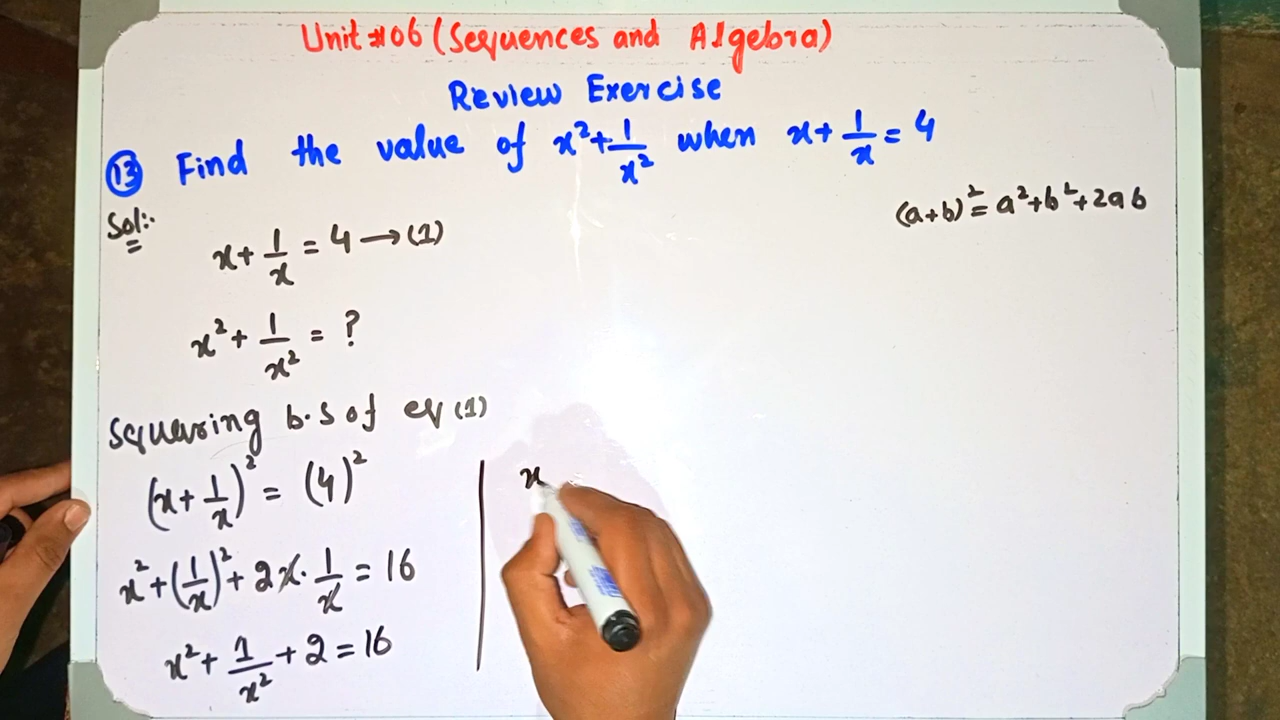 Unit#06 (Sequences and Algebra)
Review Exercise
(13) Find the value of x²+1/x² when x+1/x=4
(a+b)²=a²+b²+2ab
Sol:-
x+1/x=4→(1)
x²+1/x²=?
Squaring b.s of eq (1)
(x+1/x)²=(4)²
x²+(1/x)²+2x·1/x=16
x²+1/x²+2=16
x